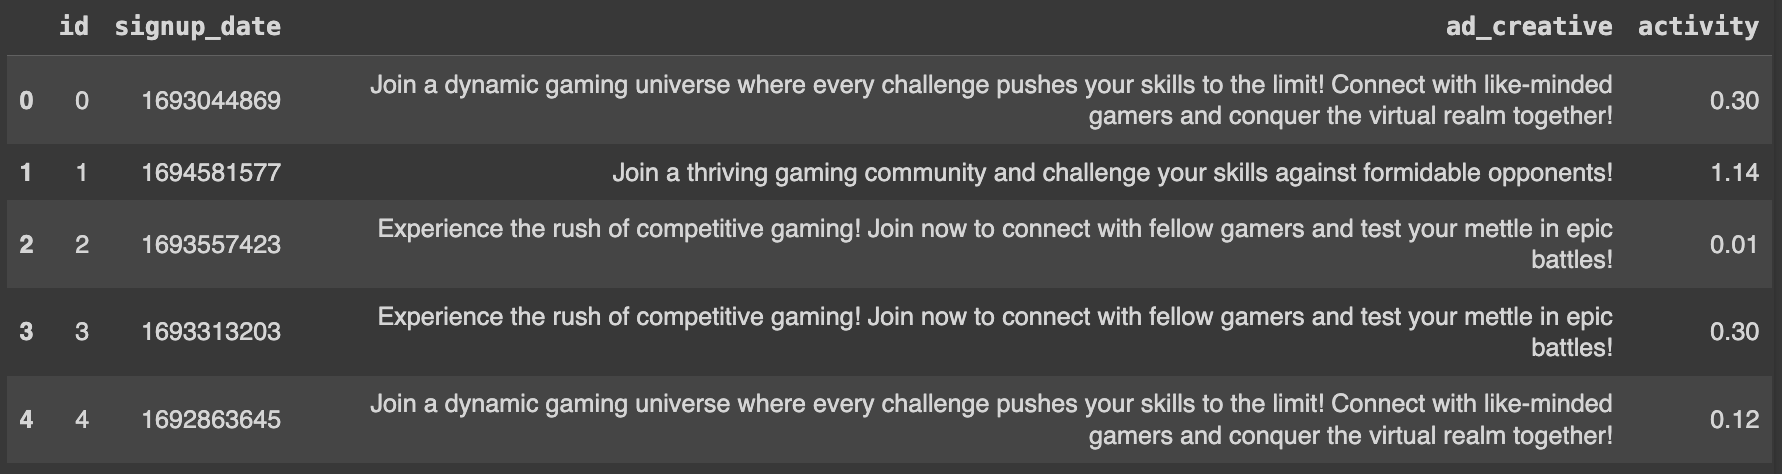 id signup_date ad_creative activity
0 0 1693044869 Join a dynamic gaming universe where every challenge pushes your skills to the limit! Connect with like-minded 0.30
gamers and conquer the virtual realm together!
1 1 1694581577 Join a thriving gaming community and challenge your skills against formidable opponents! 1.14
2 2 1693557423 Experience the rush of competitive gaming! Join now to connect with fellow gamers and test your mettle in epic 0.01
battles!
3 3 1693313203 Experience the rush of competitive gaming! Join now to connect with fellow gamers and test your mettle in epic 0.30
battles!
4 4 1692863645 Join a dynamic gaming universe where every challenge pushes your skills to the limit! Connect with like-minded 0.12
gamers and conquer the virtual realm together!